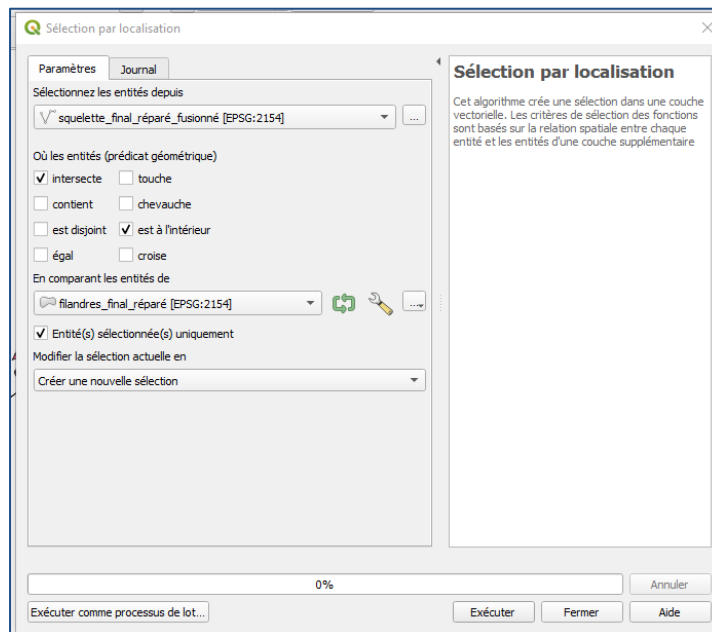 Sélection par localisation
Paramètres
Journal
Sélectionnez les entités depuis
squelette_final_réparé_fusionné [EPSG:2154]
...
Où les entités (prédicat géométrique)
intersecte
touche
contient
chevauche
est disjoint
est à l'intérieur
égal
croise
En comparant les entités de
filandres_final_réparé [EPSG:2154]
...
Entité(s) sélectionnée(s) uniquement
Modifier la sélection actuelle en
Créer une nouvelle sélection
Sélection par localisation
Cet algorithme crée une sélection dans une couche
vectorielle. Les critères de sélection des fonctions
sont basés sur la relation spatiale entre chaque
entité et les entités d'une couche supplémentaire
0%
Annuler
Exécuter comme processus de lot...
Exécuter
Fermer
Aide